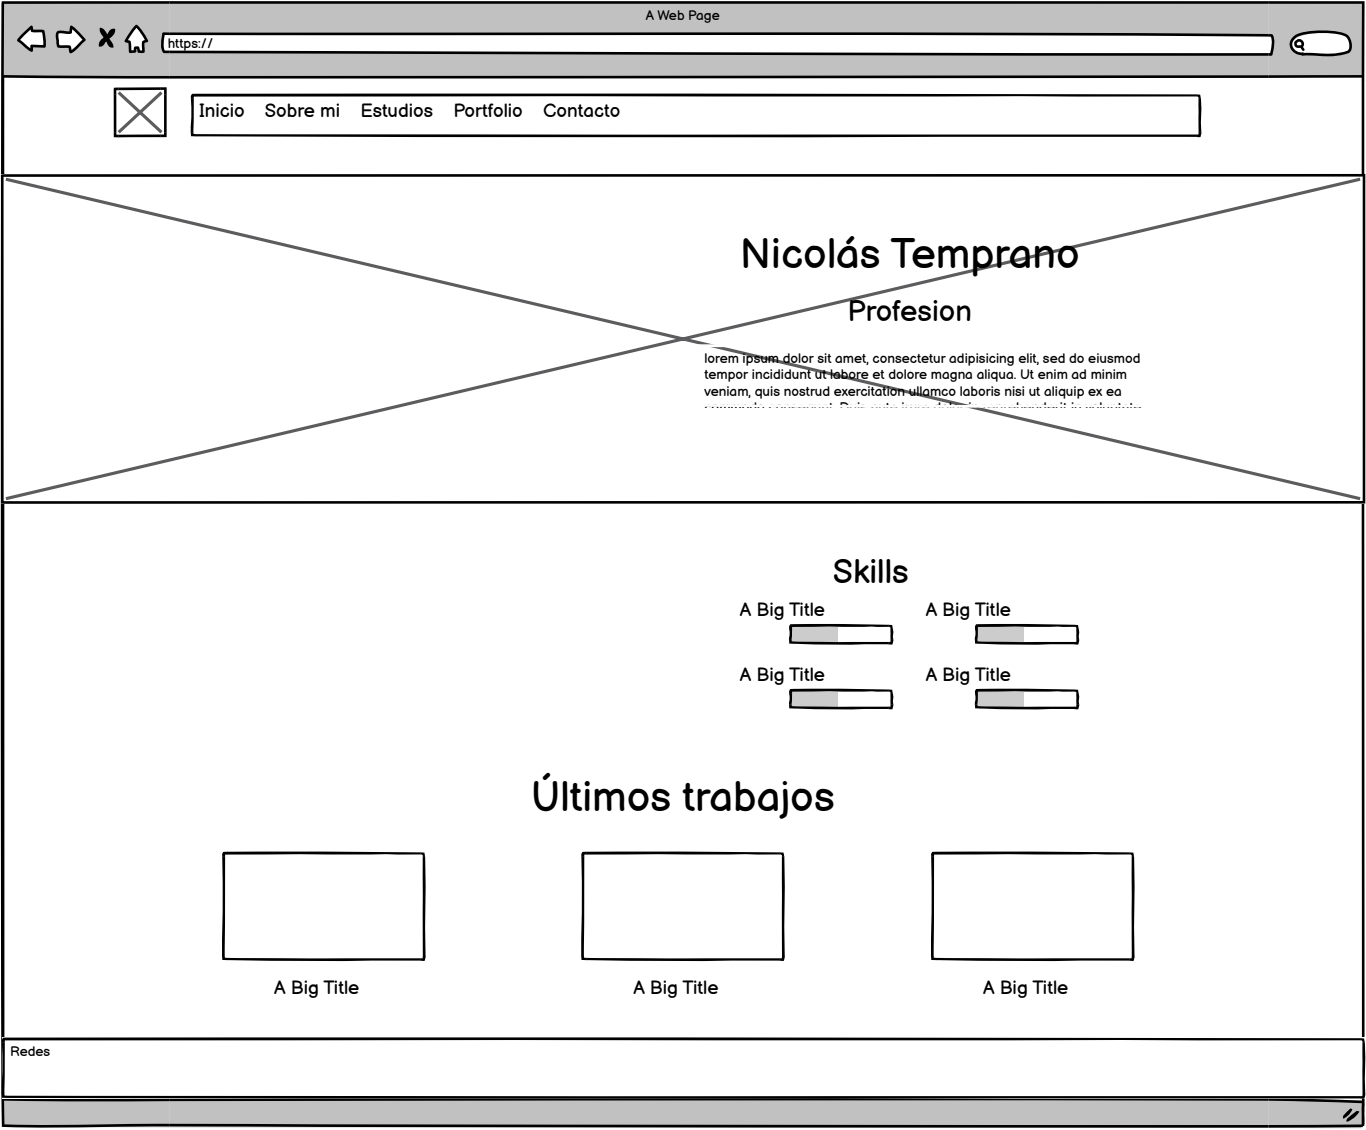 A Web Page
https://
Inicio Sobre mi Estudios Portfolio Contacto
Nicolás Temprano
Profesion
lorem ipsum dolor sit amet, consectetur adipisicing elit, sed do eiusmod
tempor incididunt ut labore et dolore magna aliqua. Ut enim ad minim
veniam, quis nostrud exercitation ullamco laboris nisi ut aliquip ex ea
Skills
A Big Title A Big Title
A Big Title A Big Title
Últimos trabajos
A Big Title A Big Title A Big Title
Redes